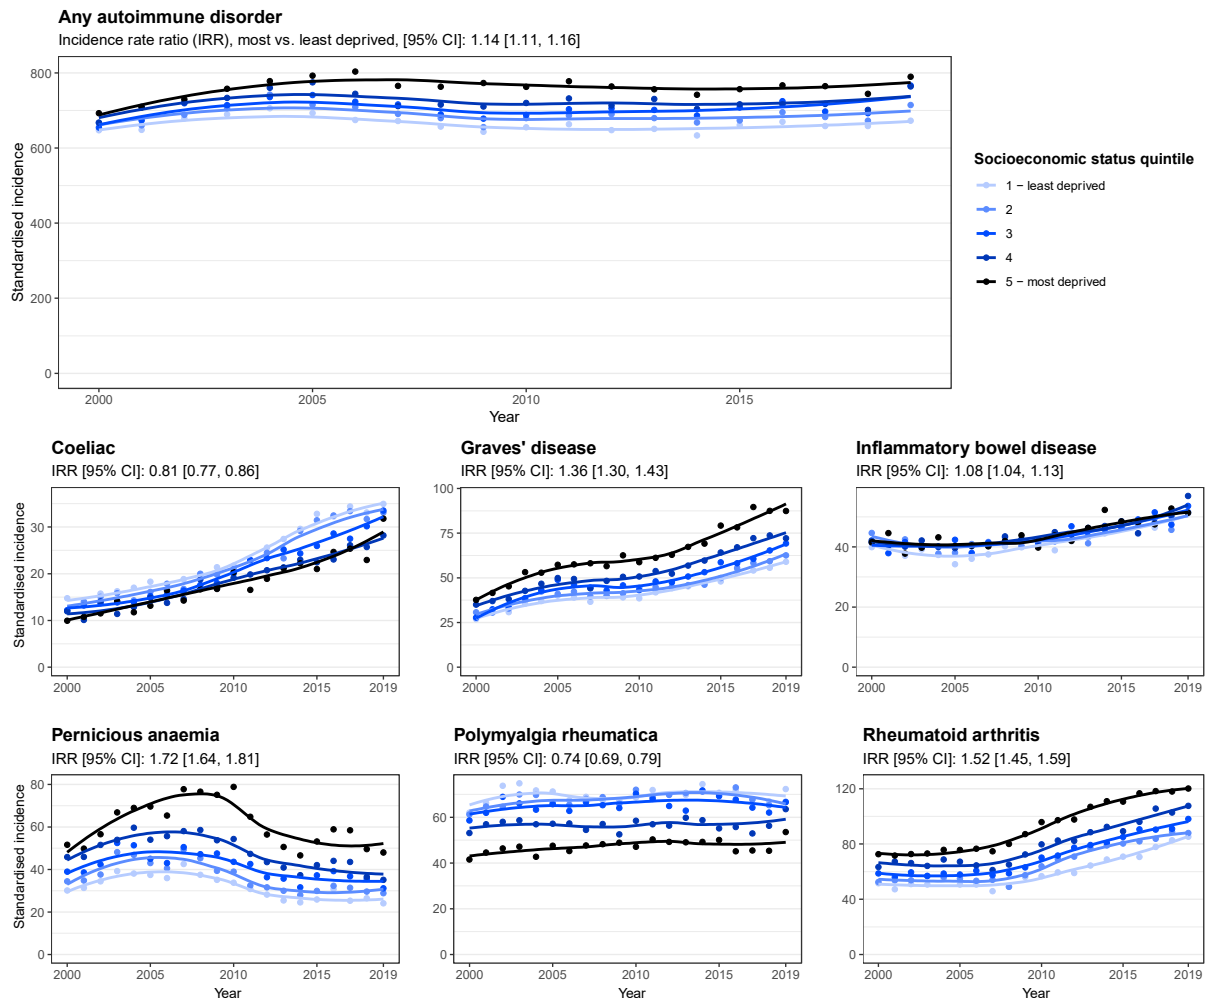 Any autoimmune disorder
Incidence rate ratio (IRR), most vs. least deprived, [95% CI]: 1.14 [1.11, 1.16]
800
600
400
200
0
Standardised incidence
2000 2005 2010 2015
Year
Socioeconomic status quintile
1 − least deprived
2
3
4
5 − most deprived
Coeliac
IRR [95% CI]: 0.81 [0.77, 0.86]
30
20
10
0
Standardised incidence
2000 2005 2010 2015 2019
Graves' disease
IRR [95% CI]: 1.36 [1.30, 1.43]
100
75
50
25
0
2000 2005 2010 2015 2019
Inflammatory bowel disease
IRR [95% CI]: 1.08 [1.04, 1.13]
40
20
0
2000 2005 2010 2015 2019
Pernicious anaemia
IRR [95% CI]: 1.72 [1.64, 1.81]
80
60
40
20
0
Standardised incidence
2000 2005 2010 2015 2019
Year
Polymyalgia rheumatica
IRR [95% CI]: 0.74 [0.69, 0.79]
60
40
20
0
2000 2005 2010 2015 2019
Year
Rheumatoid arthritis
IRR [95% CI]: 1.52 [1.45, 1.59]
120
80
40
0
2000 2005 2010 2015 2019
Year